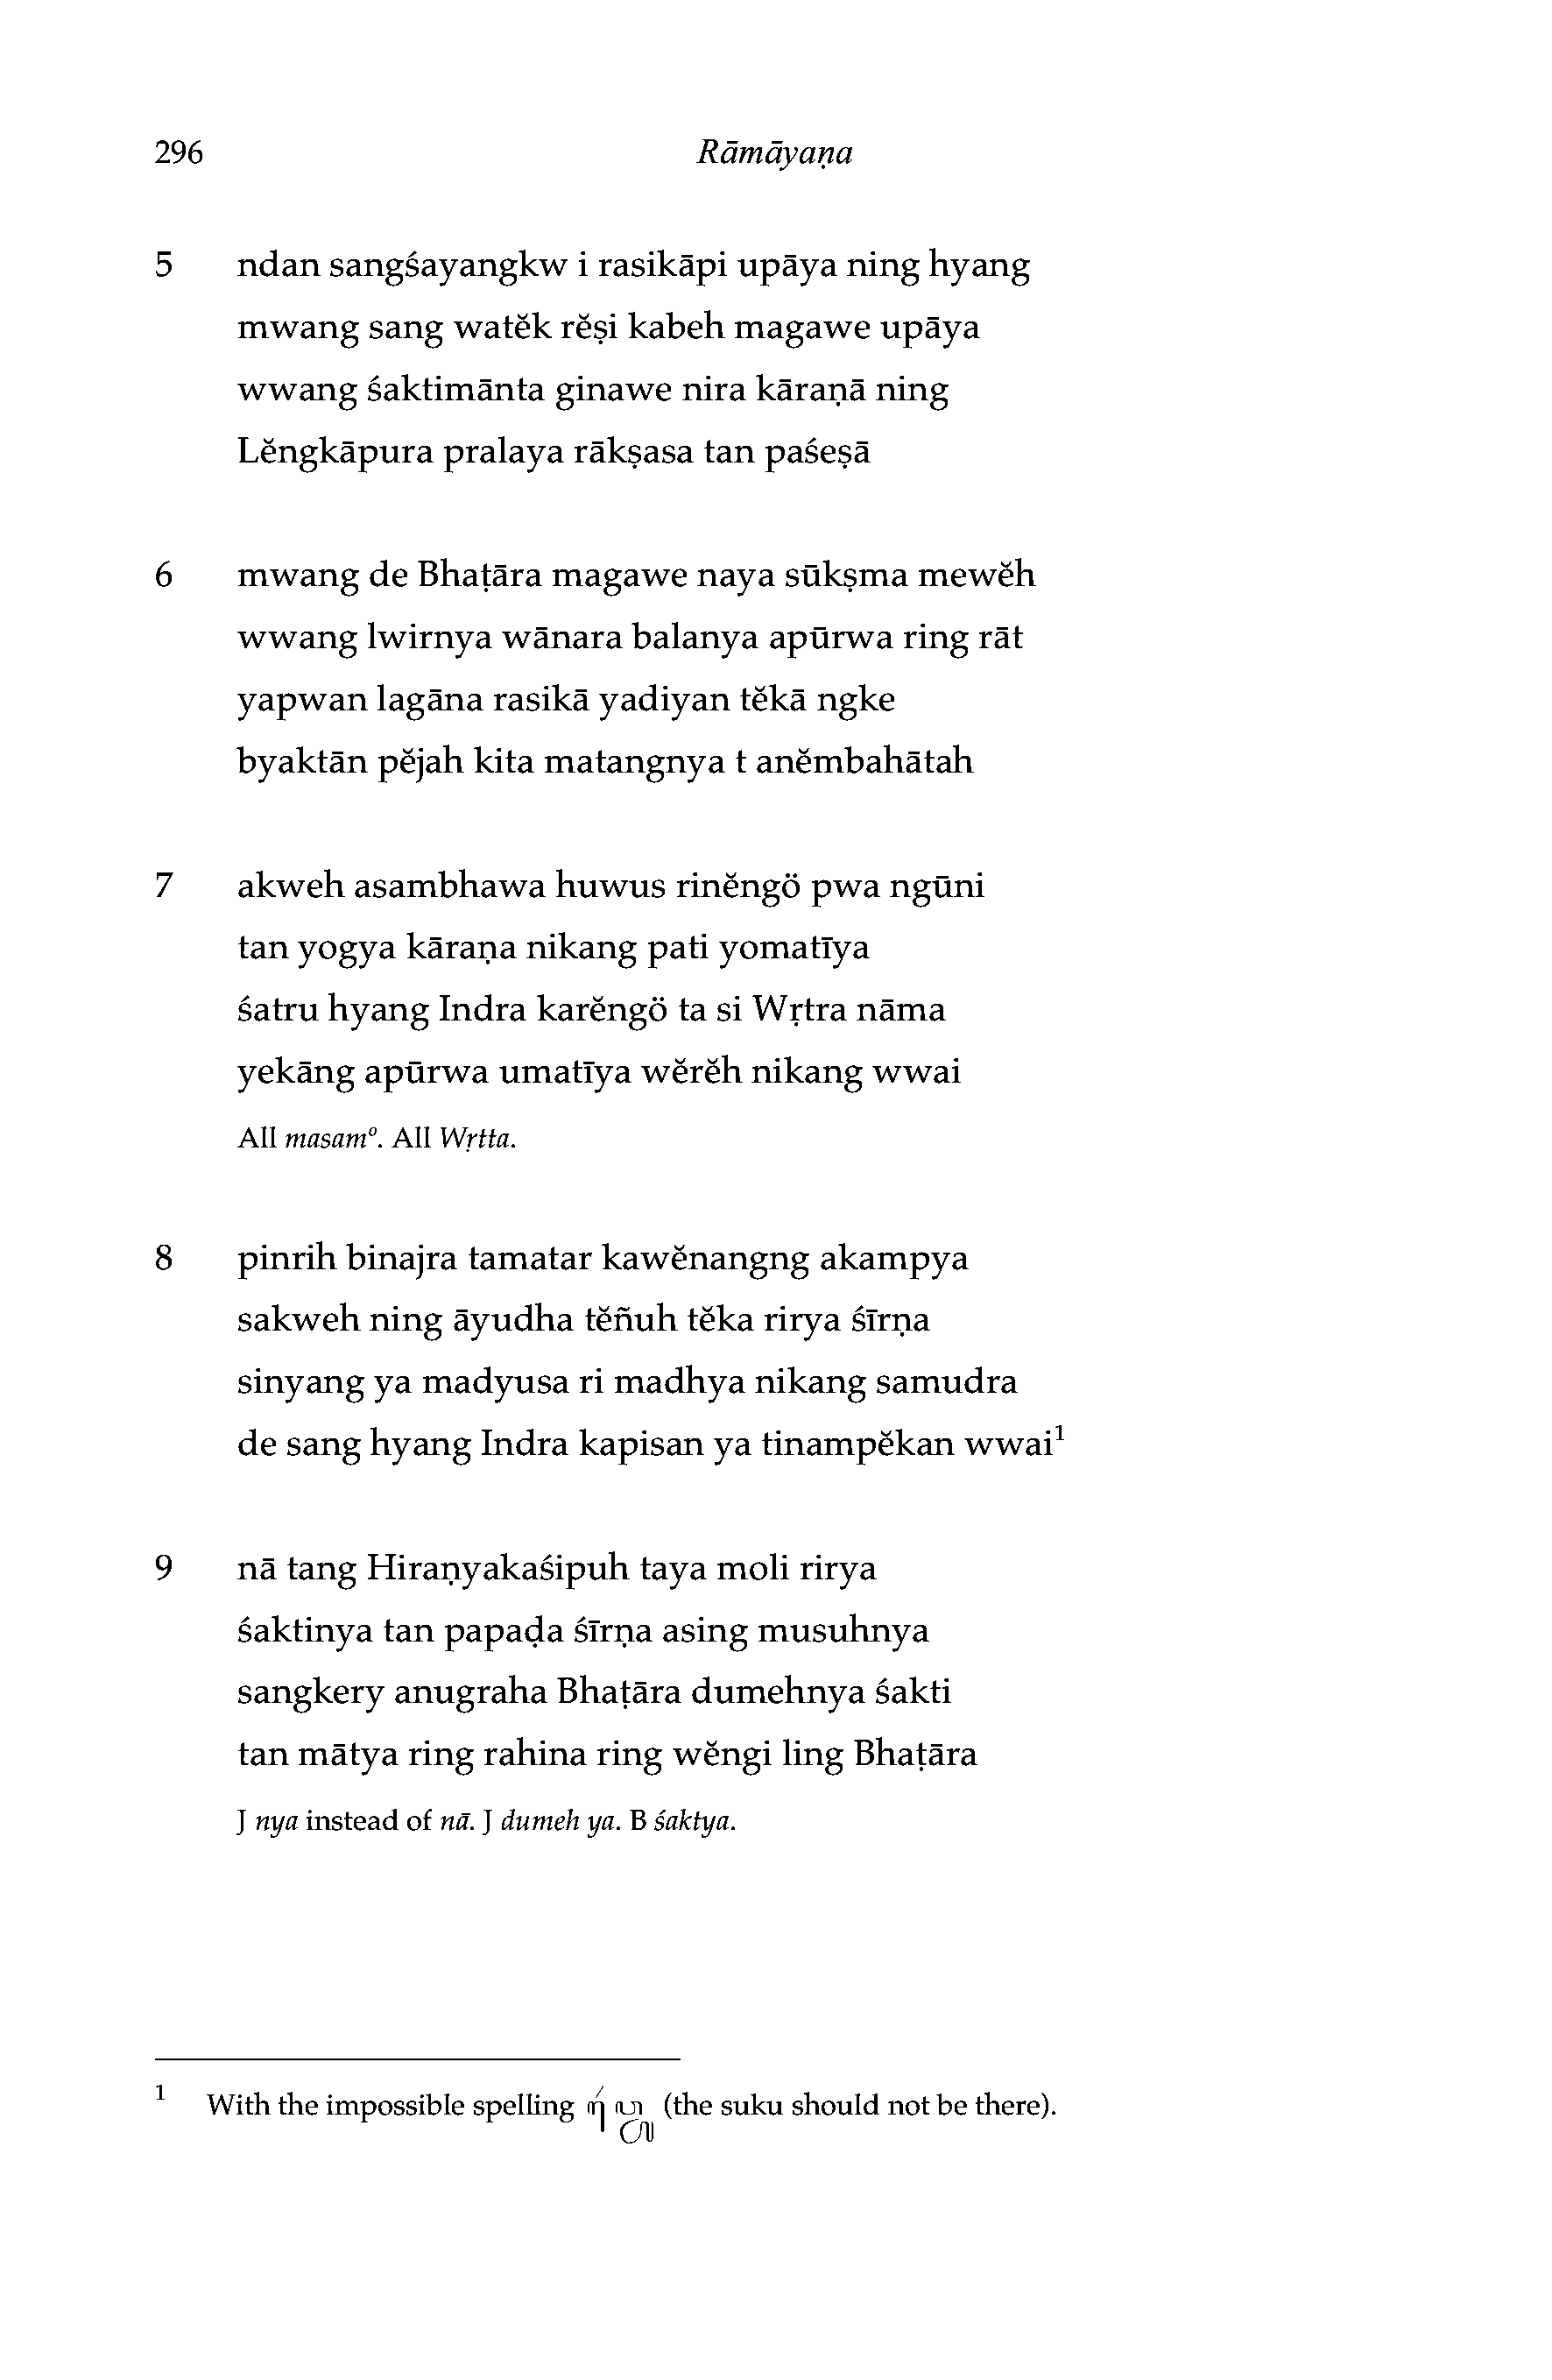 296 Rāmāyaṇa
5 ndan sangśayangkw i rasikāpi upāya ning hyang
mwang sang watĕk rĕṣi kabeh magawe upāya
wwang śaktimānta ginawe nira kāraṇā ning
Lĕngkāpura pralaya rākṣasa tan paśeṣā
6 mwang de Bhaṭāra magawe naya sūkṣma mewĕh
wwang lwirnya wānara balanya apūrwa ring rāt
yapwan lagāna rasikā yadiyan tĕkā ngke
byaktān pĕjah kita matangnya t anĕmbahātah
7 akweh asambhawa huwus rinĕngö pwa ngūni
tan yogya kāraṇa nikang pati yomatīya
śatru hyang Indra karĕngö ta si Wṛtra nāma
yekāng apūrwa umatīya wĕrĕh nikang wwai
All masamº. All Wṛtta.
8 pinrih binajra tamatar kawĕnangng akampya
sakweh ning āyudha tĕñuh tĕka rirya śīrṇa
sinyang ya madyusa ri madhya nikang samudra
de sang hyang Indra kapisan ya tinampĕkan wwai¹
9 nā tang Hiraṇyakaśipuh taya moli rirya
śaktinya tan papaḍa śīrṇa asing musuhnya
sangkery anugraha Bhaṭāra dumehnya śakti
tan mātya ring rahina ring wĕngi ling Bhaṭāra
J nya instead of nā. J dumeh ya. B śaktya.
1 With the impossible spelling (the suku should not be there).